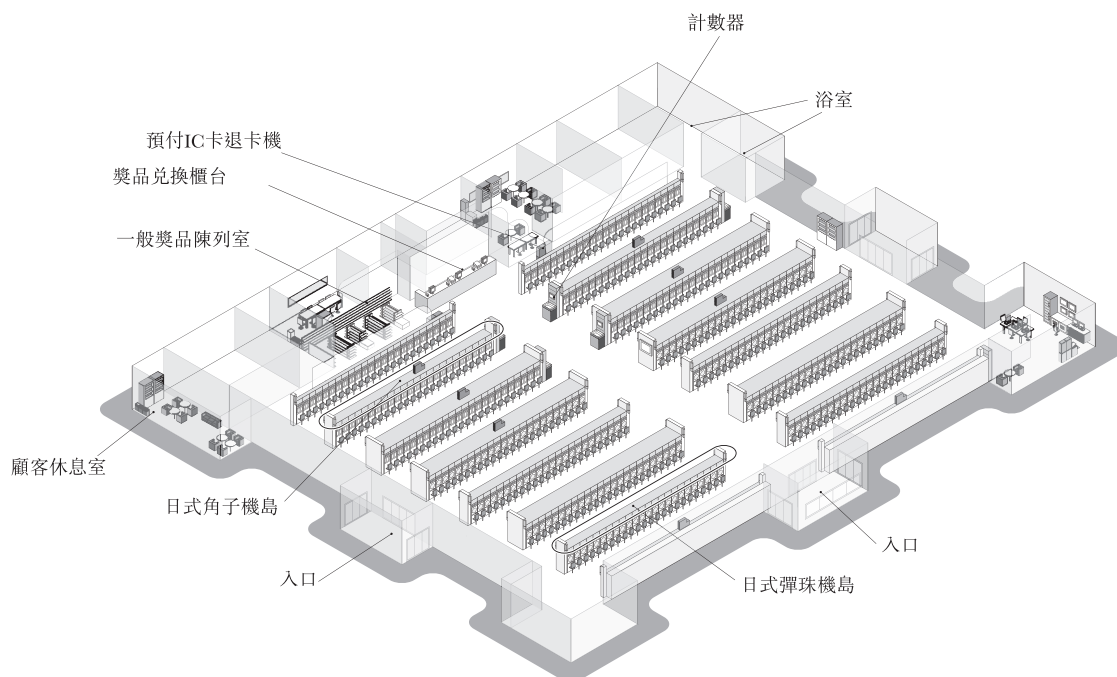 計數器
浴室
預付IC卡退卡機
獎品兌換櫃台
一般獎品陳列室
顧客休息室
日式角子機島
入口
入口
日式彈珠機島